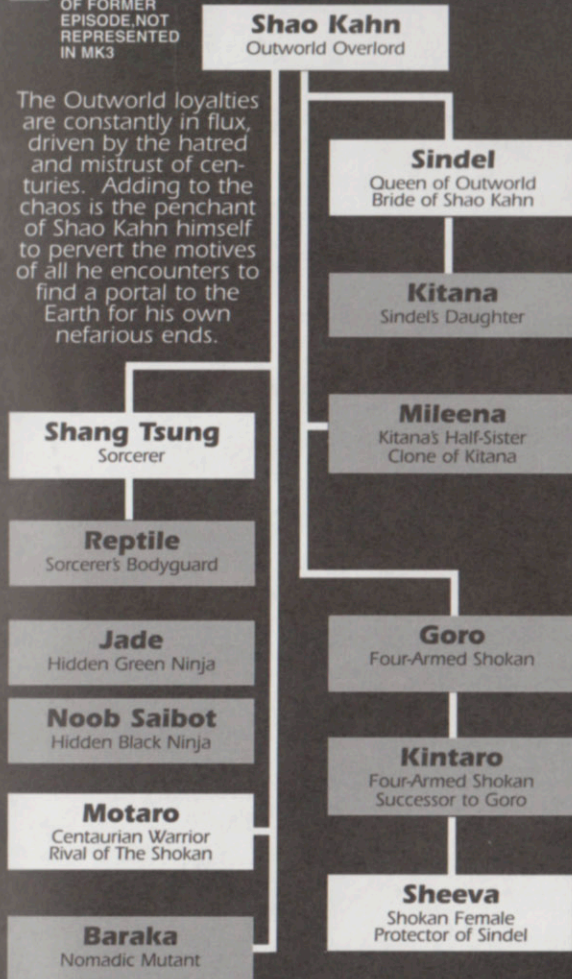 OF FORMER
EPISODE,NOT
REPRESENTED
IN MK3
Shao Kahn
Outworld Overlord
The Outworld loyalties
are constantly in flux,
driven by the hatred
and mistrust of cen-
turies. Adding to the
chaos is the penchant
of Shao Kahn himself
to pervert the motives
of all he encounters to
find a portal to the
Earth for his own
nefarious ends.
Sindel
Queen of Outworld
Bride of Shao Kahn
Kitana
Sindel's Daughter
Mileena
Kitana's Half-Sister
Clone of Kitana
Shang Tsung
Sorcerer
Reptile
Sorcerer's Bodyguard
Jade
Hidden Green Ninja
Noob Saibot
Hidden Black Ninja
Motaro
Centaurian Warrior
Rival of The Shokan
Baraka
Nomadic Mutant
Goro
Four-Armed Shokan
Kintaro
Four-Armed Shokan
Successor to Goro
Sheeva
Shokan Female
Protector of Sindel